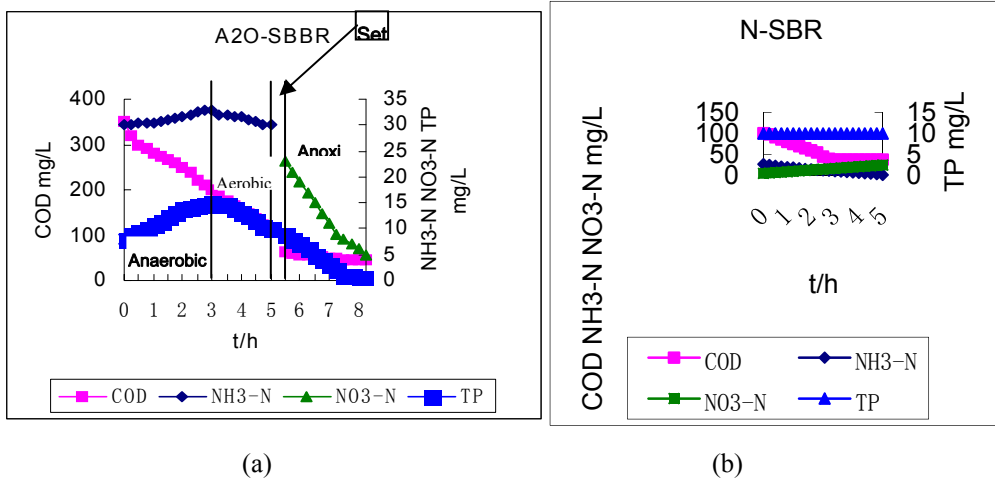 A2O-SBBR
Set
400
300
200
100
0
COD mg/L
35
30
25
20
15
10
5
0
NH3-N NO3-N TP
mg/L
Anoxi
Aerobic
Anaerobic
0 1 2 3 4 5 6 7 8
t/h
COD NH3-N NO3-N TP
(a)
N-SBR
COD NH3-N NO3-N mg/L
150
100
50
0
15
10
5
0
TP mg/L
0 1 2 3 4 5
t/h
COD NH3-N
NO3-N TP
(b)